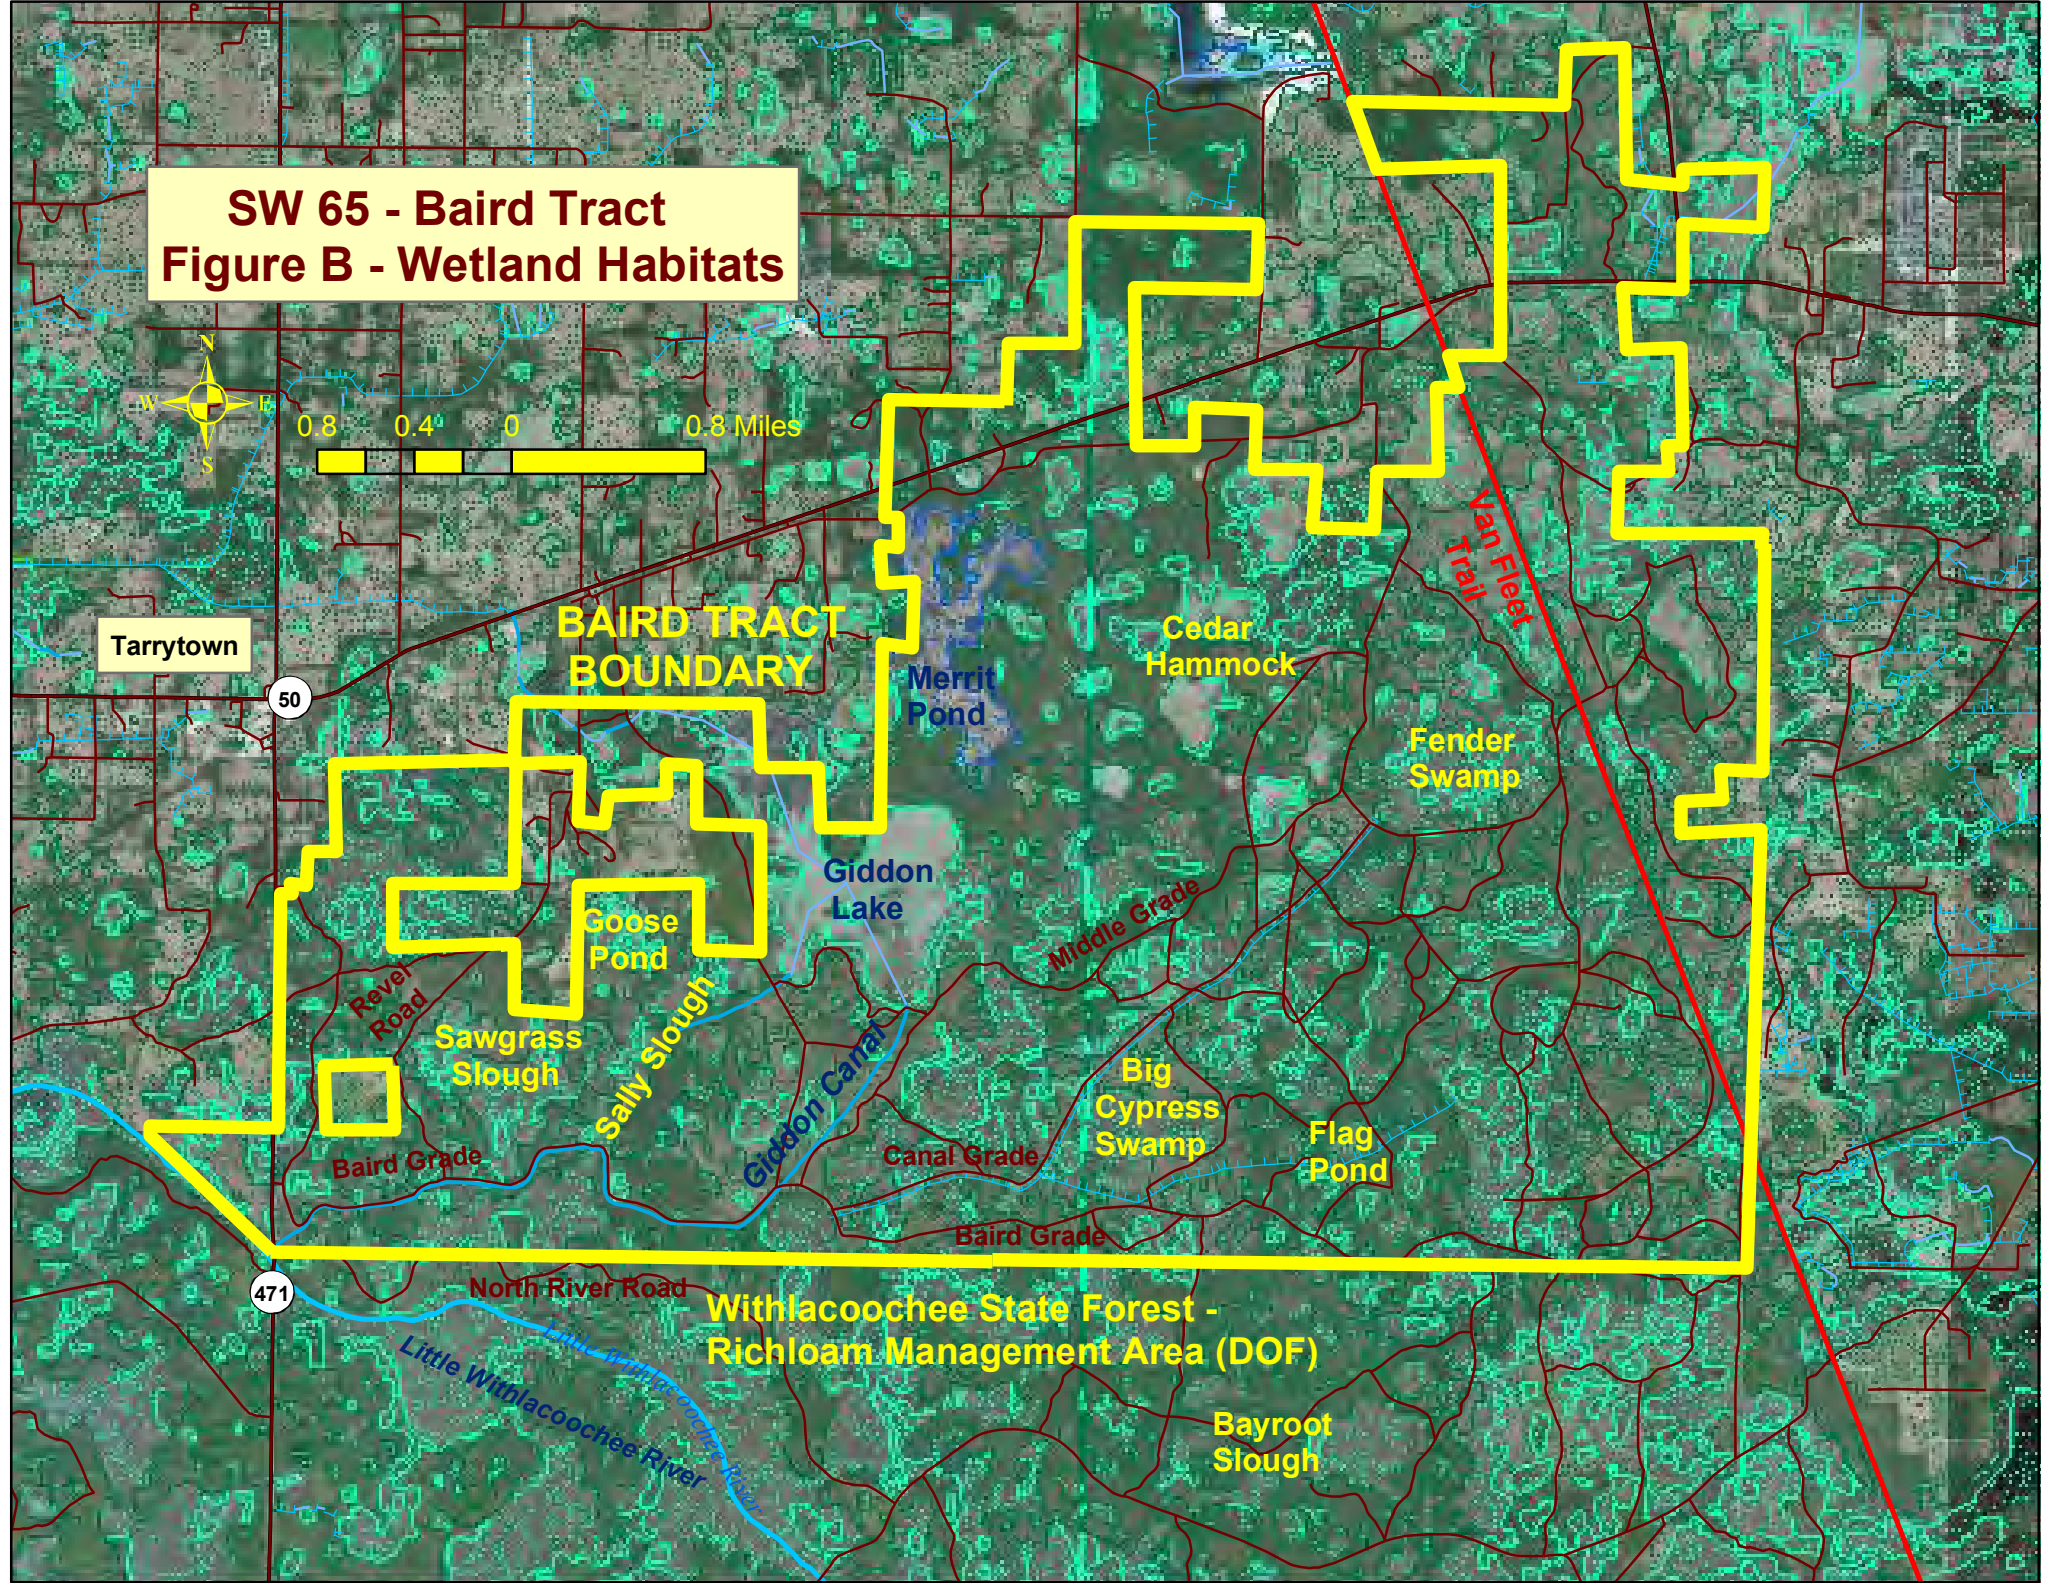 SW 65 - Baird Tract
Figure B - Wetland Habitats
N
W
E
S
0.8
0.4
0
0.8 Miles
Van Fleet
Trail
BAIRD TRACT
BOUNDARY
Tarrytown
50
Merrit
Pond
Cedar
Hammock
Fender
Swamp
Giddon
Lake
Goose
Pond
Middle Grade
Revel
Road
Sawgrass
Slough
Sally Slough
Giddon Canal
Big
Cypress
Swamp
Flag
Pond
Baird Grade
Canal Grade
Baird Grade
471
North River Road
Withlacoochee State Forest -
Richloam Management Area (DOF)
Little Withlacoochee River
Little Withlacoochee River
Bayroot
Slough